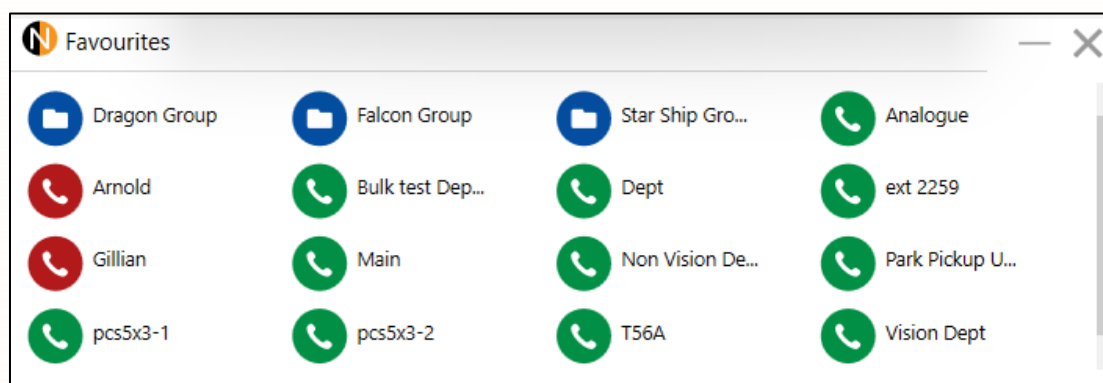 N Favourites
Dragon Group
Falcon Group
Star Ship Gro...
Analogue
Arnold
Bulk test Dep...
Dept
ext 2259
Gillian
Main
Non Vision De...
Park Pickup U...
pcs5x3-1
pcs5x3-2
T56A
Vision Dept